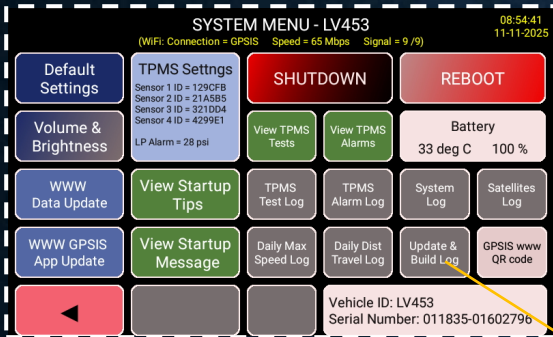 SYSTEM MENU - LV453
08:54:41
11-11-2025
(WiFi: Connection = GPSIS Speed = 65 Mbps Signal = 9 /9)
Default
Settings
TPMS Settngs
Sensor 1 ID = 129CFB
Sensor 2 ID = 21A5B5
Sensor 3 ID = 321DD4
Sensor 4 ID = 4299E1
LP Alarm = 28 psi
SHUTDOWN
REBOOT
Volume &
Brightness
View TPMS
Tests
View TPMS
Alarms
Battery
33 deg C 100 %
WWW
Data Update
View Startup
Tips
TPMS
Test Log
TPMS
Alarm Log
System
Log
Satellites
Log
WWW GPSIS
App Update
View Startup
Message
Daily Max
Speed Log
Daily Dist
Travel Log
Update &
Build Log
GPSIS www
QR code
Vehicle ID: LV453
Serial Number: 011835-01602796